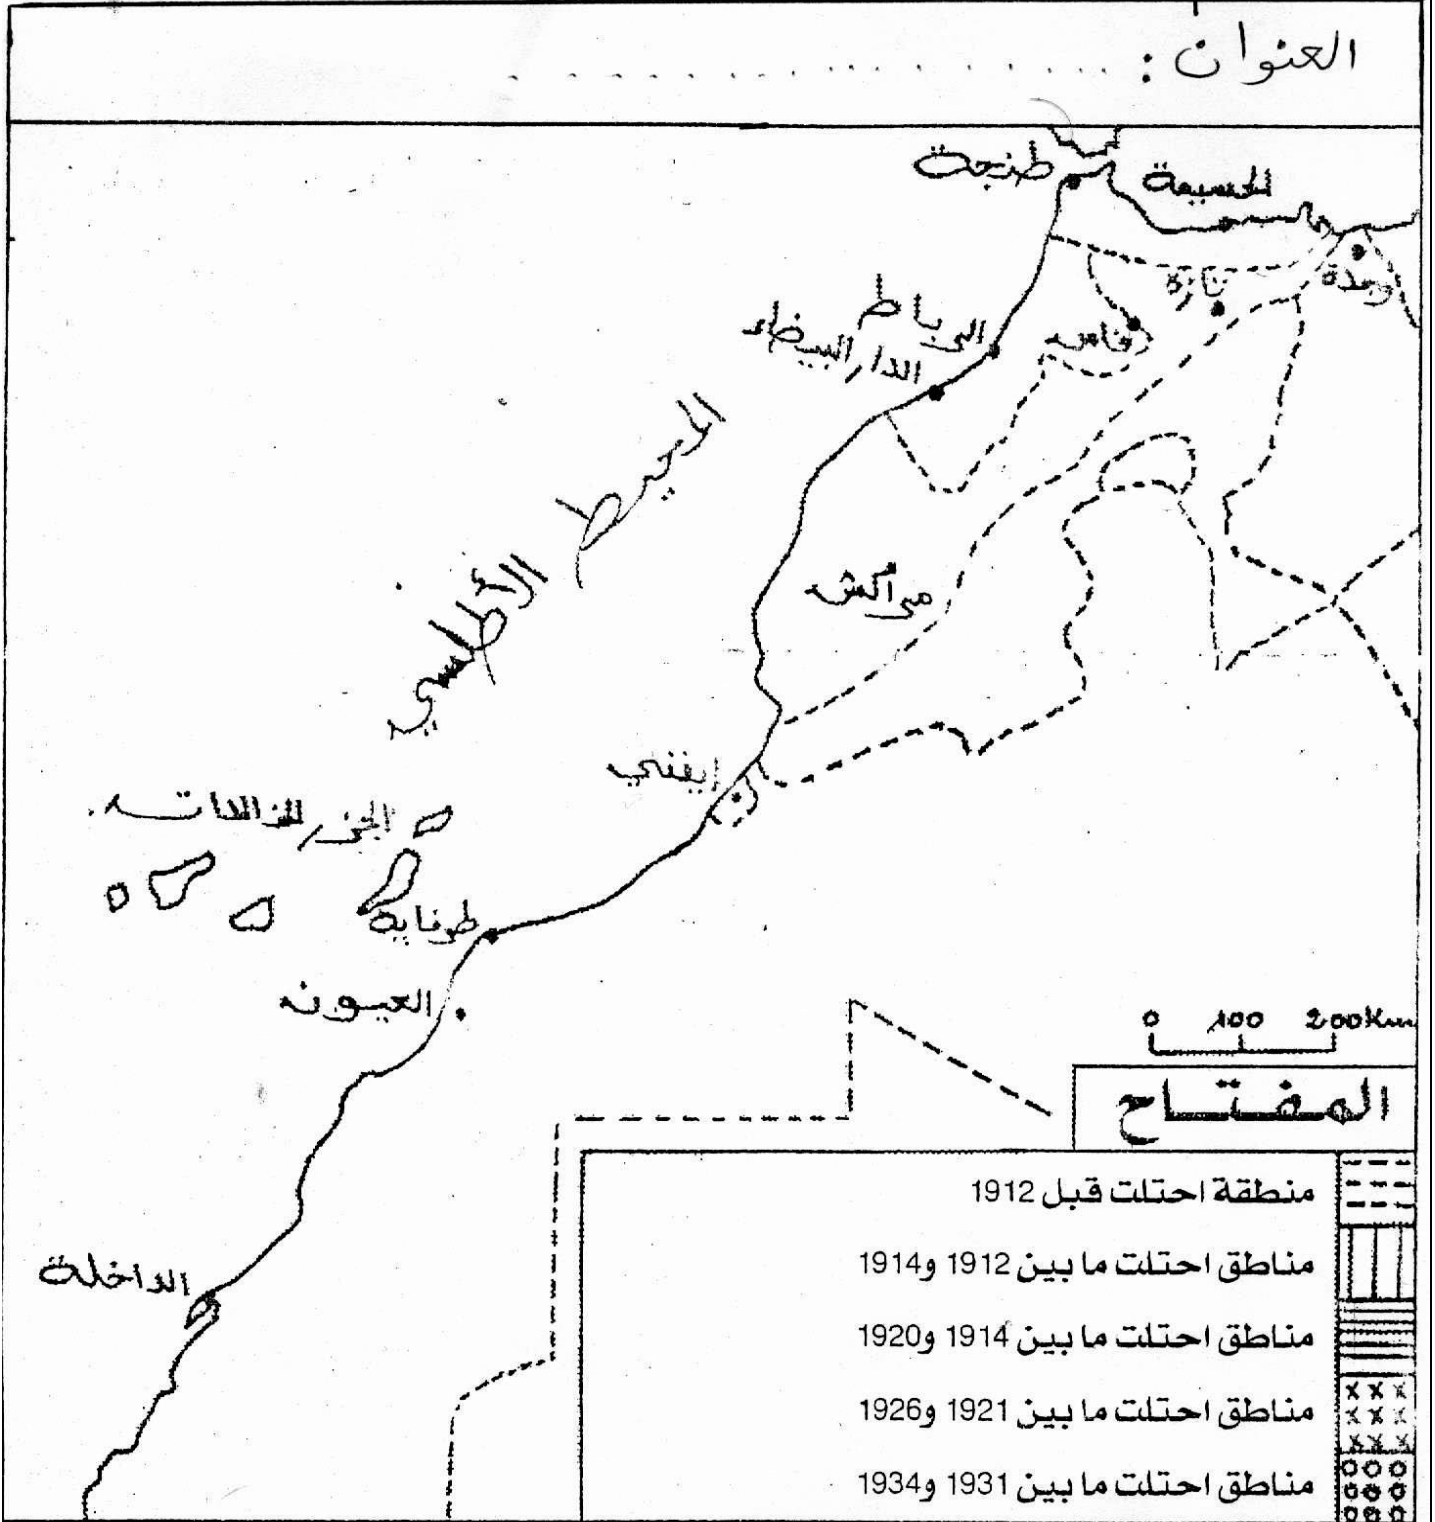 العنوان : . . . . . . . . . . . . . . . . . .
طنجة
الحسيمة
وجدة
تازة
فاس
الرباط
الدار البيضاء
المحيط الأطلسي
مراكش
إيفني
الجزر الخالدات
طرفاية
العيون
0 100 200Km
المفتاح
الداخلة
منطقة احتلت قبل 1912
مناطق احتلت ما بين 1912 و1914
مناطق احتلت ما بين 1914 و1920
مناطق احتلت ما بين 1921 و1926
مناطق احتلت ما بين 1931 و1934